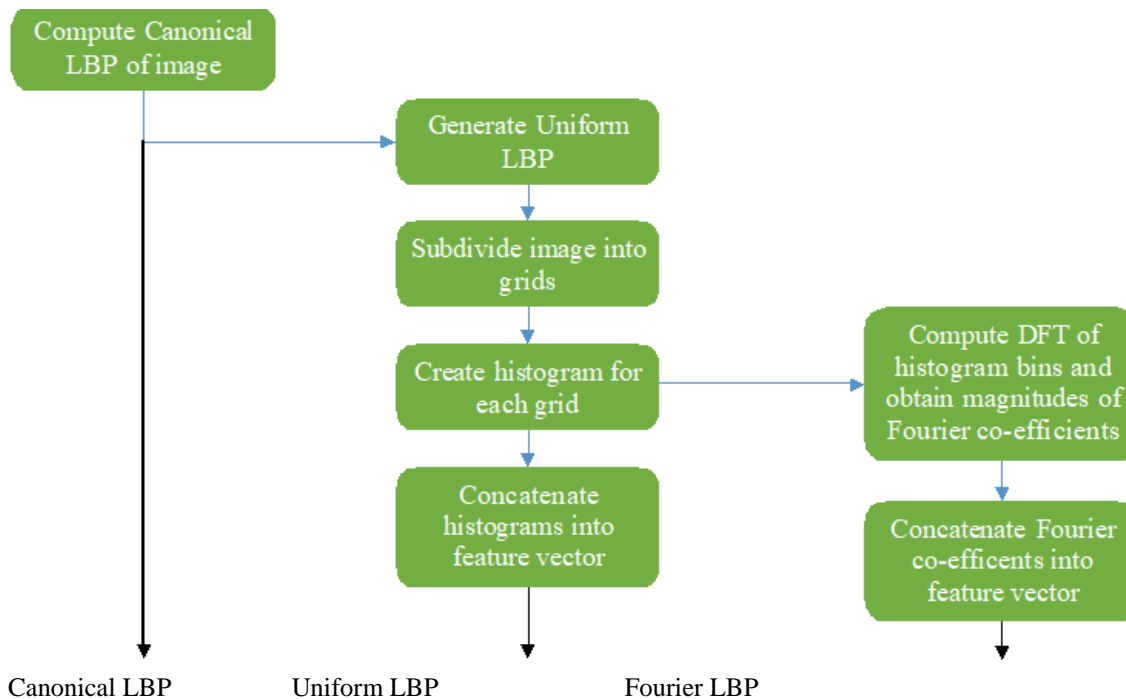 Compute Canonical
LBP of image
Generate Uniform
LBP
Subdivide image into
grids
Create histogram for
each grid
Concatenate
histograms into
feature vector
Compute DFT of
histogram bins and
obtain magnitudes of
Fourier co-efficients
Concatenate Fourier
co-efficents into
feature vector
Canonical LBP Uniform LBP Fourier LBP